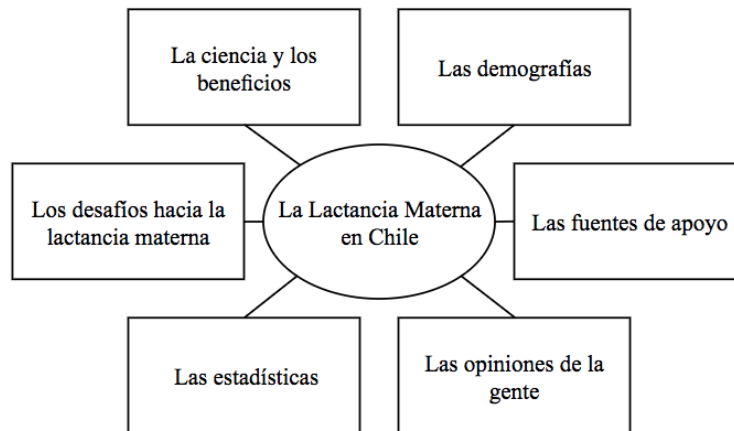 La ciencia y los
beneficios
Las demografías
Los desafíos hacia la
lactancia materna
La Lactancia Materna
en Chile
Las fuentes de apoyo
Las estadísticas
Las opiniones de la
gente